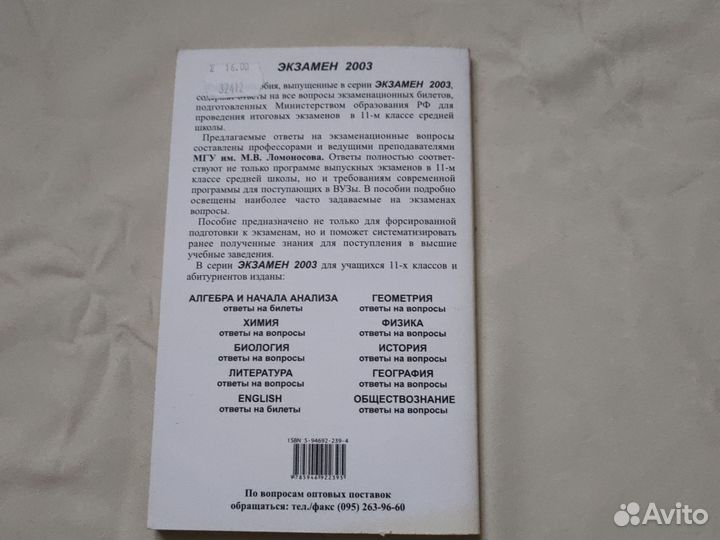 ЭКЗАМЕН 2003
16.00
32412
выпущенные в серии ЭКЗАМЕН 2003,
ответы на все вопросы экзаменационных билетов,
подготовленных Министерством образования РФ для
проведения итоговых экзаменов в 11-м классе средней
школы.
Предлагаемые ответы на экзаменационные вопросы
составлены профессорами и ведущими преподавателями
МГУ им. М.В. Ломоносова. Ответы полностью соответ-
ствуют не только программе выпускных экзаменов в 11-м
классе средней школы, но и требованиям современной
программы для поступающих в ВУЗы. В пособии подробно
освещены наиболее часто задаваемые на экзаменах
вопросы.
Пособие предназначено не только для форсированной
подготовки к экзаменам, но и поможет систематизировать
ранее полученные знания для поступления в высшие
учебные заведения.
В серии ЭКЗАМЕН 2003 для учащихся 11-х классов и
абитуриентов изданы:
АЛГЕБРА И НАЧАЛА АНАЛИЗА
ответы на билеты
ГЕОМЕТРИЯ
ответы на вопросы
ХИМИЯ
ответы на вопросы
ФИЗИКА
ответы на вопросы
БИОЛОГИЯ
ответы на вопросы
ИСТОРИЯ
ответы на вопросы
ЛИТЕРАТУРА
ответы на вопросы
ГЕОГРАФИЯ
ответы на вопросы
ENGLISH
ответы на билеты
ОБЩЕСТВОЗНАНИЕ
ответы на вопросы
ISBN 5-94692-239-4
9785946922395
По вопросам оптовых поставок
обращаться: тел./факс (095) 263-96-60
Avito